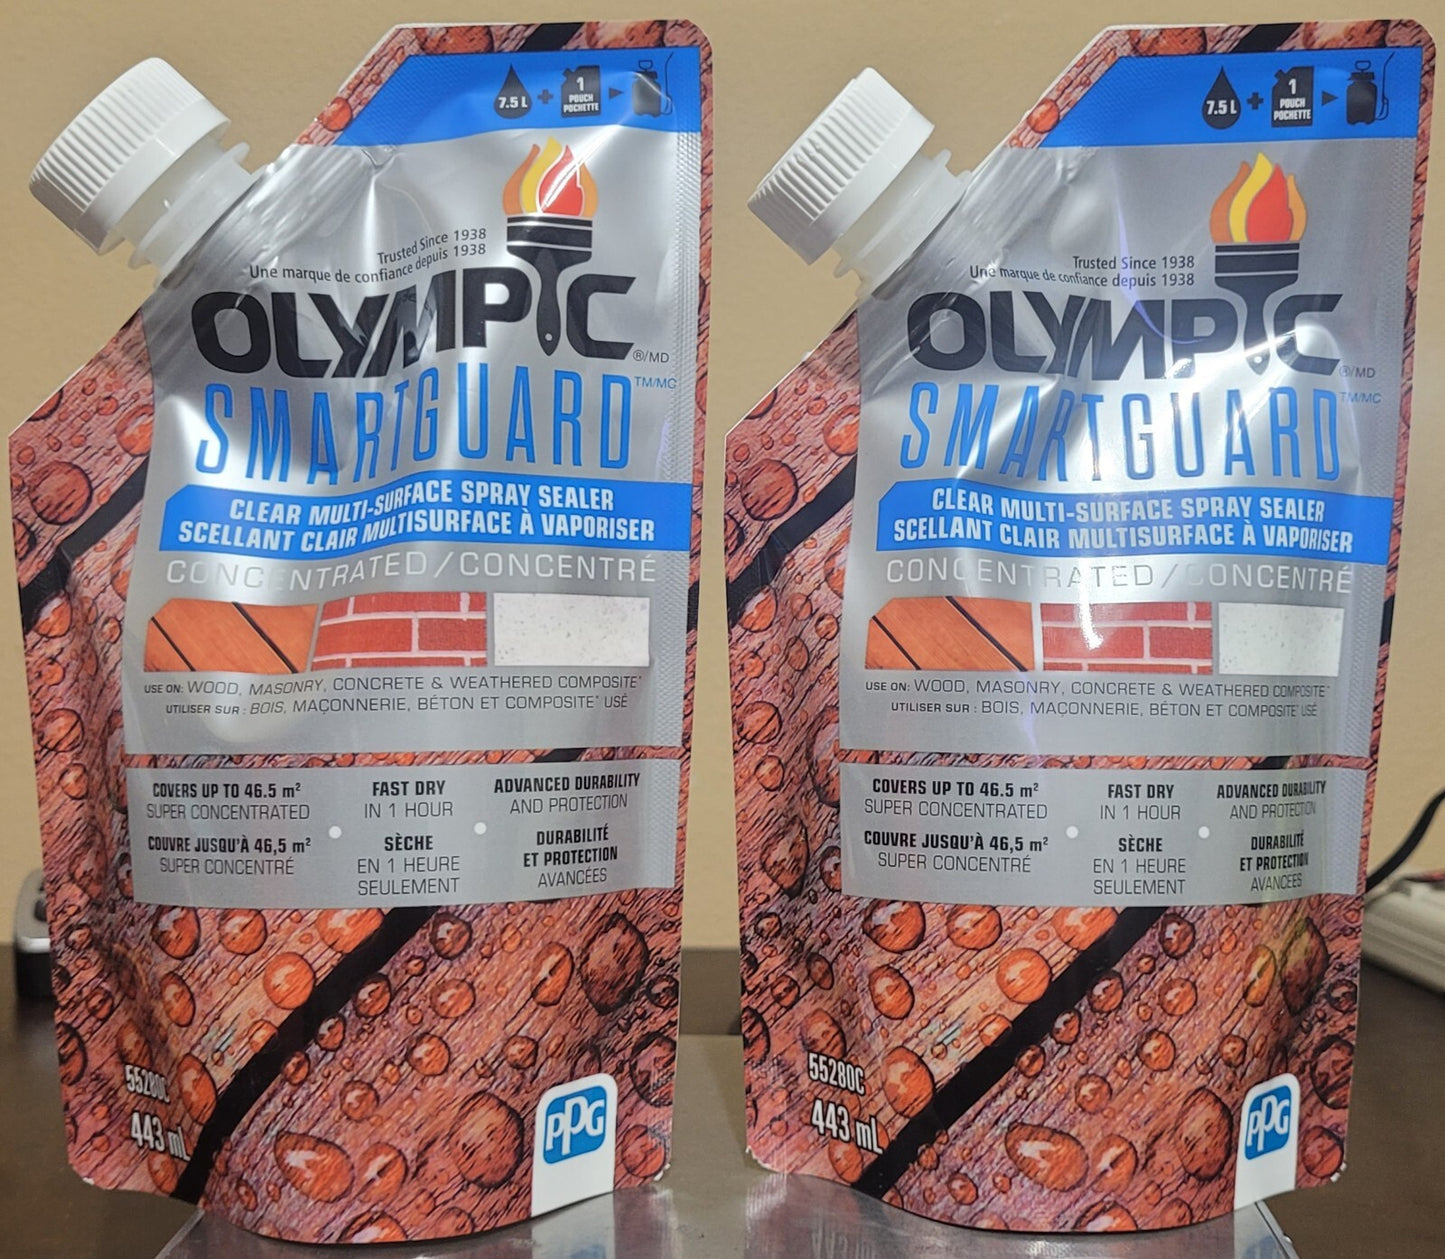 7.5 L + 1 POUCH POCHETTE
Trusted Since 1938
Une marque de confiance depuis 1938
OLYMPIC ®/MD
SMARTGUARD TM/MC
CLEAR MULTI-SURFACE SPRAY SEALER
SCELLANT CLAIR MULTISURFACE À VAPORISER
CONCENTRATED/CONCENTRÉ
USE ON: WOOD, MASONRY, CONCRETE & WEATHERED COMPOSITE*
UTILISER SUR : BOIS, MAÇONNERIE, BÉTON ET COMPOSITE* USÉ
COVERS UP TO 46.5 m²
SUPER CONCENTRATED
COUVRE JUSQU'À 46,5 m²
SUPER CONCENTRÉ
FAST DRY
IN 1 HOUR
SÈCHE
EN 1 HEURE
SEULEMENT
ADVANCED DURABILITY
AND PROTECTION
DURABILITÉ
ET PROTECTION
AVANCÉES
55280C
443 mL
PPG
7.5 L + 1 POUCH POCHETTE
Trusted Since 1938
Une marque de confiance depuis 1938
OLYMPIC ®/MD
SMARTGUARD TM/MC
CLEAR MULTI-SURFACE SPRAY SEALER
SCELLANT CLAIR MULTISURFACE À VAPORISER
CONCENTRATED/CONCENTRÉ
USE ON: WOOD, MASONRY, CONCRETE & WEATHERED COMPOSITE*
UTILISER SUR : BOIS, MAÇONNERIE, BÉTON ET COMPOSITE* USÉ
COVERS UP TO 46.5 m²
SUPER CONCENTRATED
COUVRE JUSQU'À 46,5 m²
SUPER CONCENTRÉ
FAST DRY
IN 1 HOUR
SÈCHE
EN 1 HEURE
SEULEMENT
ADVANCED DURABILITY
AND PROTECTION
DURABILITÉ
ET PROTECTION
AVANCÉES
55280C
443 mL
PPG